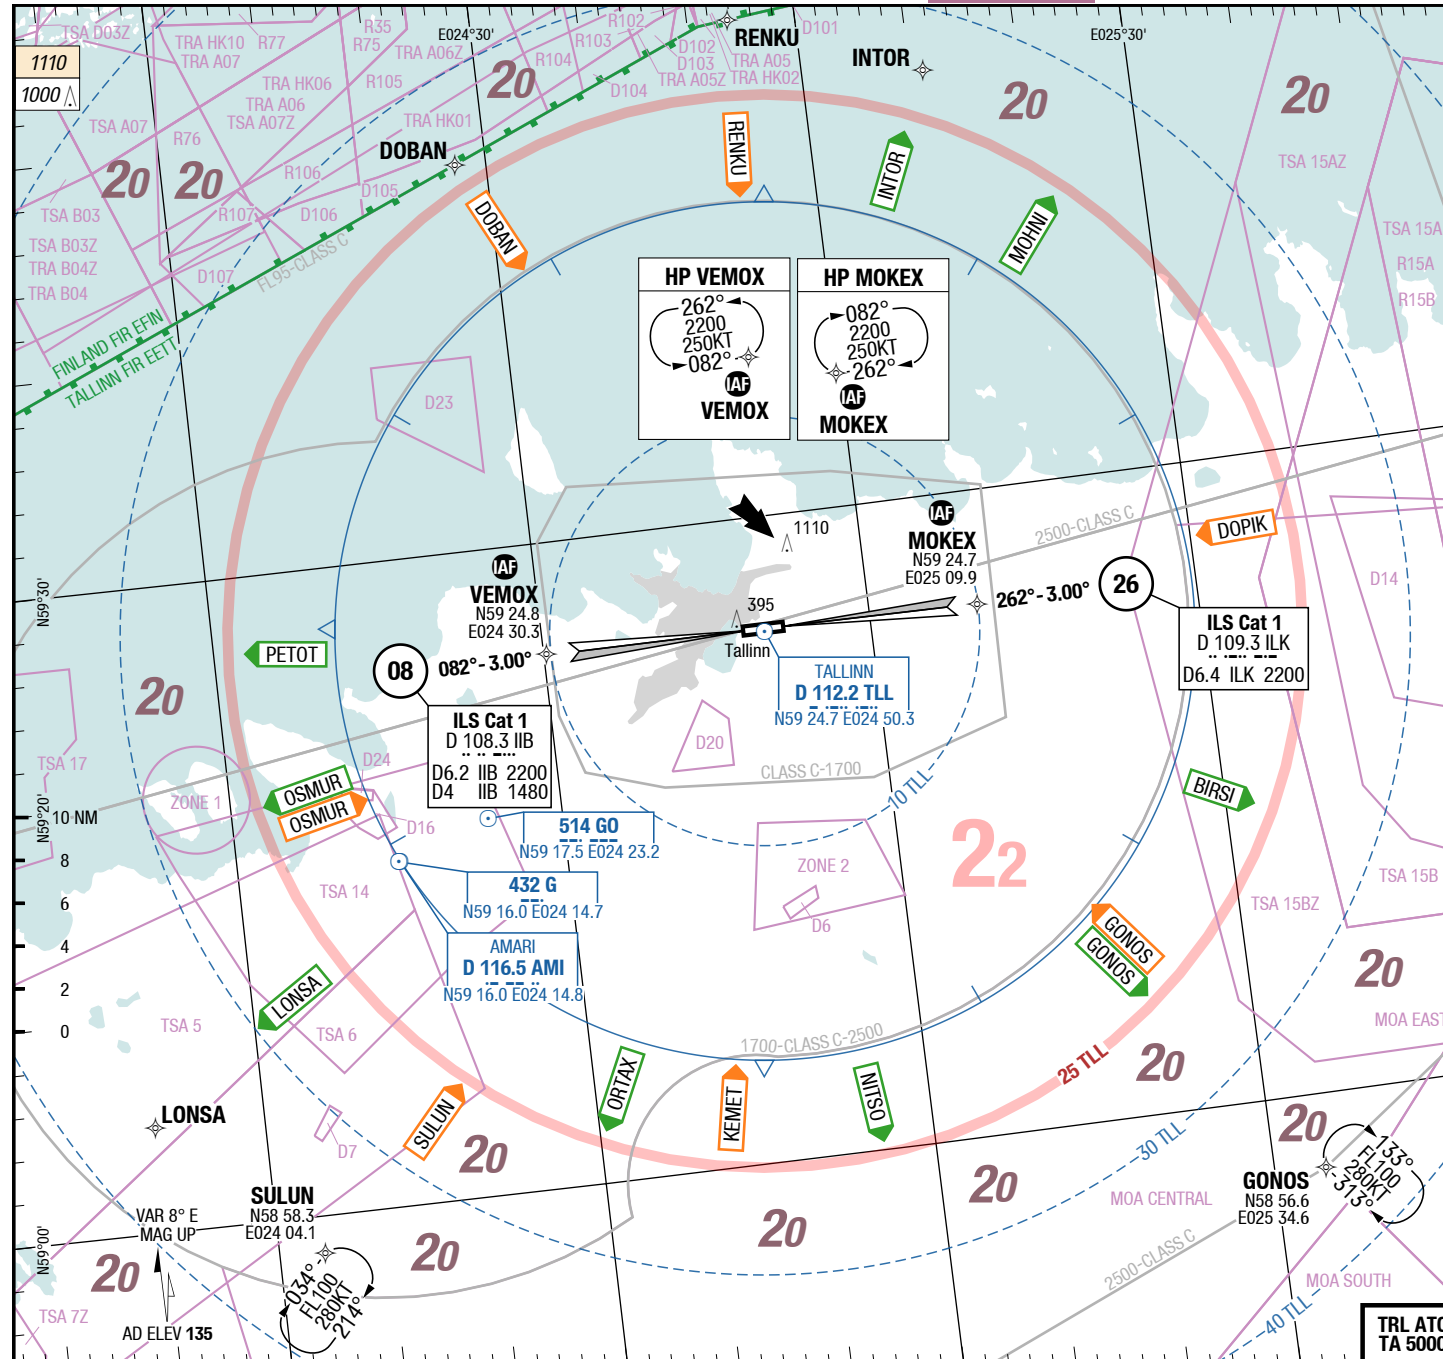 TSA D03Z
TRA HK10
TRA A07
R77
R35
R75
TRA A06Z
R102
R103
R104
D102
D103
TRA A05Z
RENKU
D101
TRA A05
TRA HK02
E024°30'
E025°30'
INTOR
1110
1000
TRA HK06
TRA A06
TSA A07Z
R105
TSA A07
R76
TRA HK01
D104
20
20
20
20
20
DOBAN
R106
D105
R107
D106
TSA B03
TSA B03Z
TRA B04Z
TRA B04
D107
FL95-CLASS C
FINLAND FIR EFIN
TALLINN FIR EETT
TSA 15AZ
TSA 15A
R15A
R15B
RENKU
DOBAN
INTOR
MOHNI
HP VEMOX
262°
2200
250KT
082°
IAF
VEMOX
HP MOKEX
082°
2200
250KT
262°
IAF
MOKEX
D23
1110
IAF
MOKEX
N59 24.7
E025 09.9
2500-CLASS C
DOPIK
D14
N59°30'
IAF
VEMOX
N59 24.8
E024 30.3
395
Tallinn
262°-3.00°
26
ILS Cat 1
D 109.3 ILK
D6.4 ILK 2200
PETOT
08
082°-3.00°
ILS Cat 1
D 108.3 IIB
D6.2 IIB 2200
D4 IIB 1480
TALLINN
D 112.2 TLL
N59 24.7 E024 50.3
20
TSA 17
D24
D20
CLASS C-1700
10 TLL
ZONE 1
OSMUR
OSMUR
D16
BIRSI
N59°20'
10 NM
8
6
4
2
0
514 GO
N59 17.5 E024 23.2
432 G
N59 16.0 E024 14.7
AMARI
D 116.5 AMI
N59 16.0 E024 14.8
ZONE 2
D6
22
TSA 14
TSA 15B
TSA 15BZ
GONOS
GONOS
20
LONSA
TSA 5
TSA 6
MOA EAST
1700-CLASS C-2500
25 TLL
20
ORTAX
KEMET
NITSO
SULUN
LONSA
D7
20
20
20
30 TLL
133°
FL100
280KT
313°
GONOS
N58 56.6
E025 34.6
MOA CENTRAL
SULUN
N58 58.3
E024 04.1
VAR 8° E
MAG UP
N59°00'
20
20
20
034°
FL100
280KT
214°
2500-CLASS C
MOA SOUTH
TSA 7Z
AD ELEV 135
40 TLL
TRL ATC
TA 5000